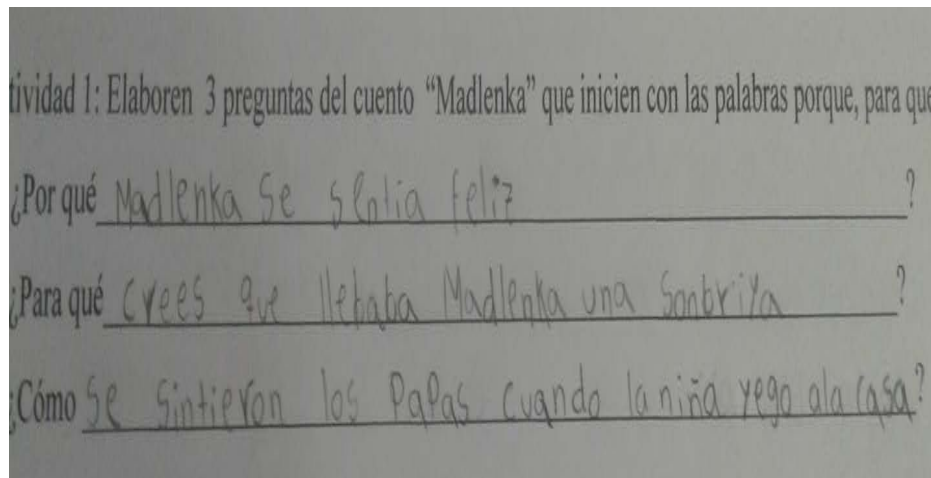 tividad 1: Elaboren 3 preguntas del cuento “Madlenka” que inicien con las palabras porque, para que
¿Por qué Madlenka se sentia feliz ?
¿Para qué crees que llebaba Madlenka una sonbriya ?
¿Cómo se sintieron los papas cuando la niña yego ala casa?